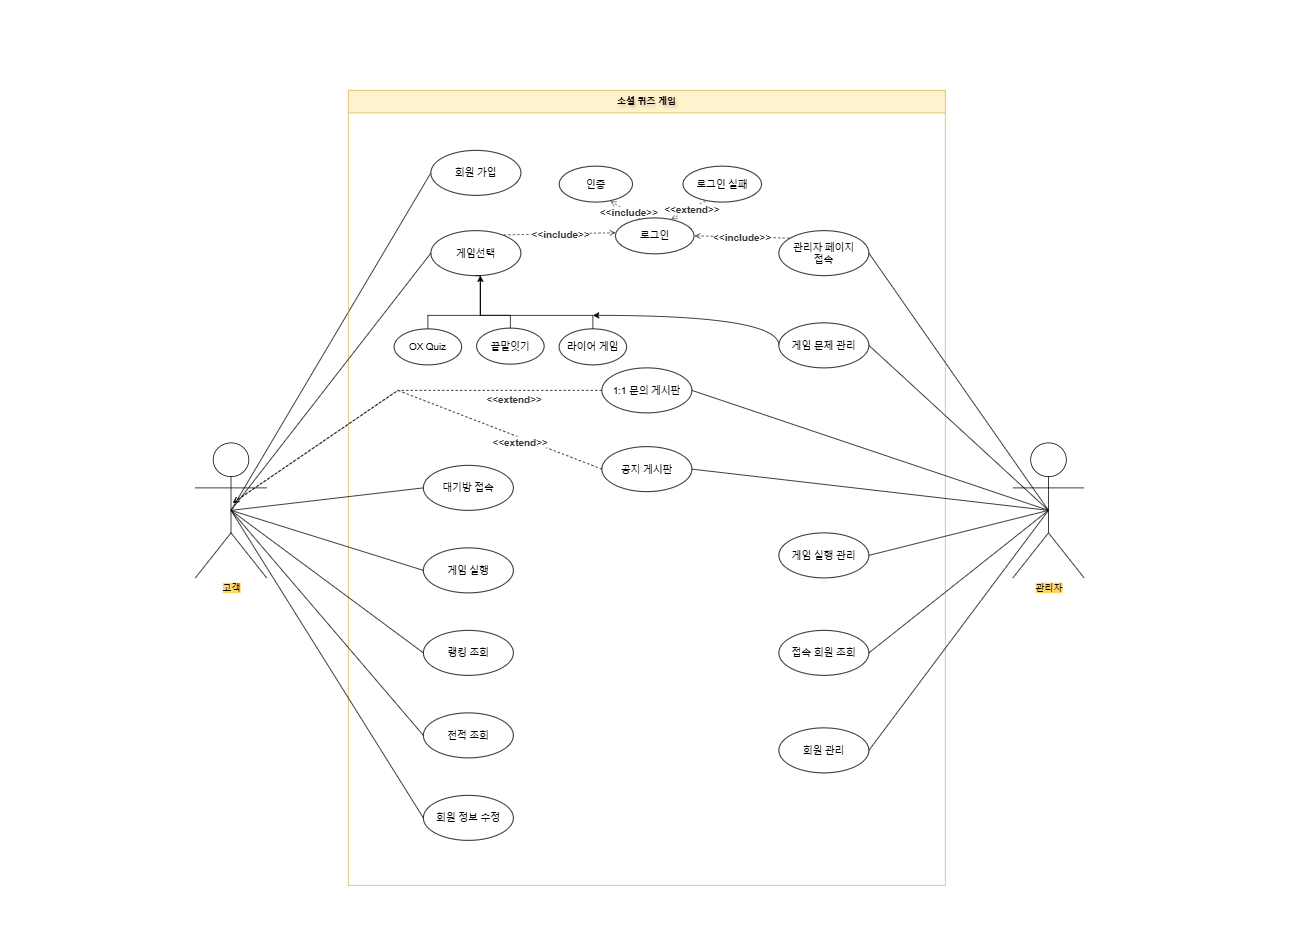 소셜 퀴즈 게임
회원 가입
인증
로그인 실패
<<include>>
<<extend>>
<<include>>
로그인
<<include>>
게임선택
관리자 페이지
접속
OX Quiz
끝말잇기
라이어 게임
게임 문제 관리
1:1 문의 게시판
<<extend>>
<<extend>>
공지 게시판
대기방 접속
게임 실행 관리
게임 실행
고객
관리자
랭킹 조회
접속 회원 조회
전적 조회
회원 관리
회원 정보 수정